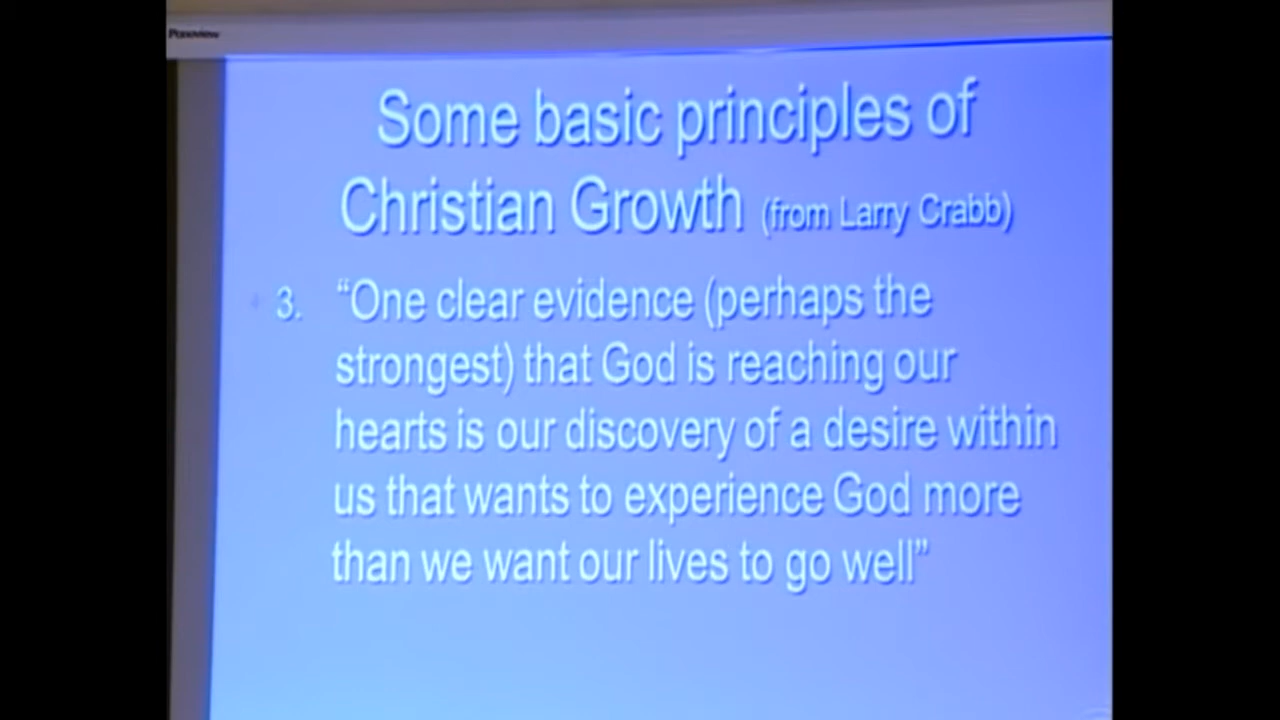 Some basic principles of
Christian Growth (from Larry Crabb)
3. “One clear evidence (perhaps the
strongest) that God is reaching our
hearts is our discovery of a desire within
us that wants to experience God more
than we want our lives to go well”